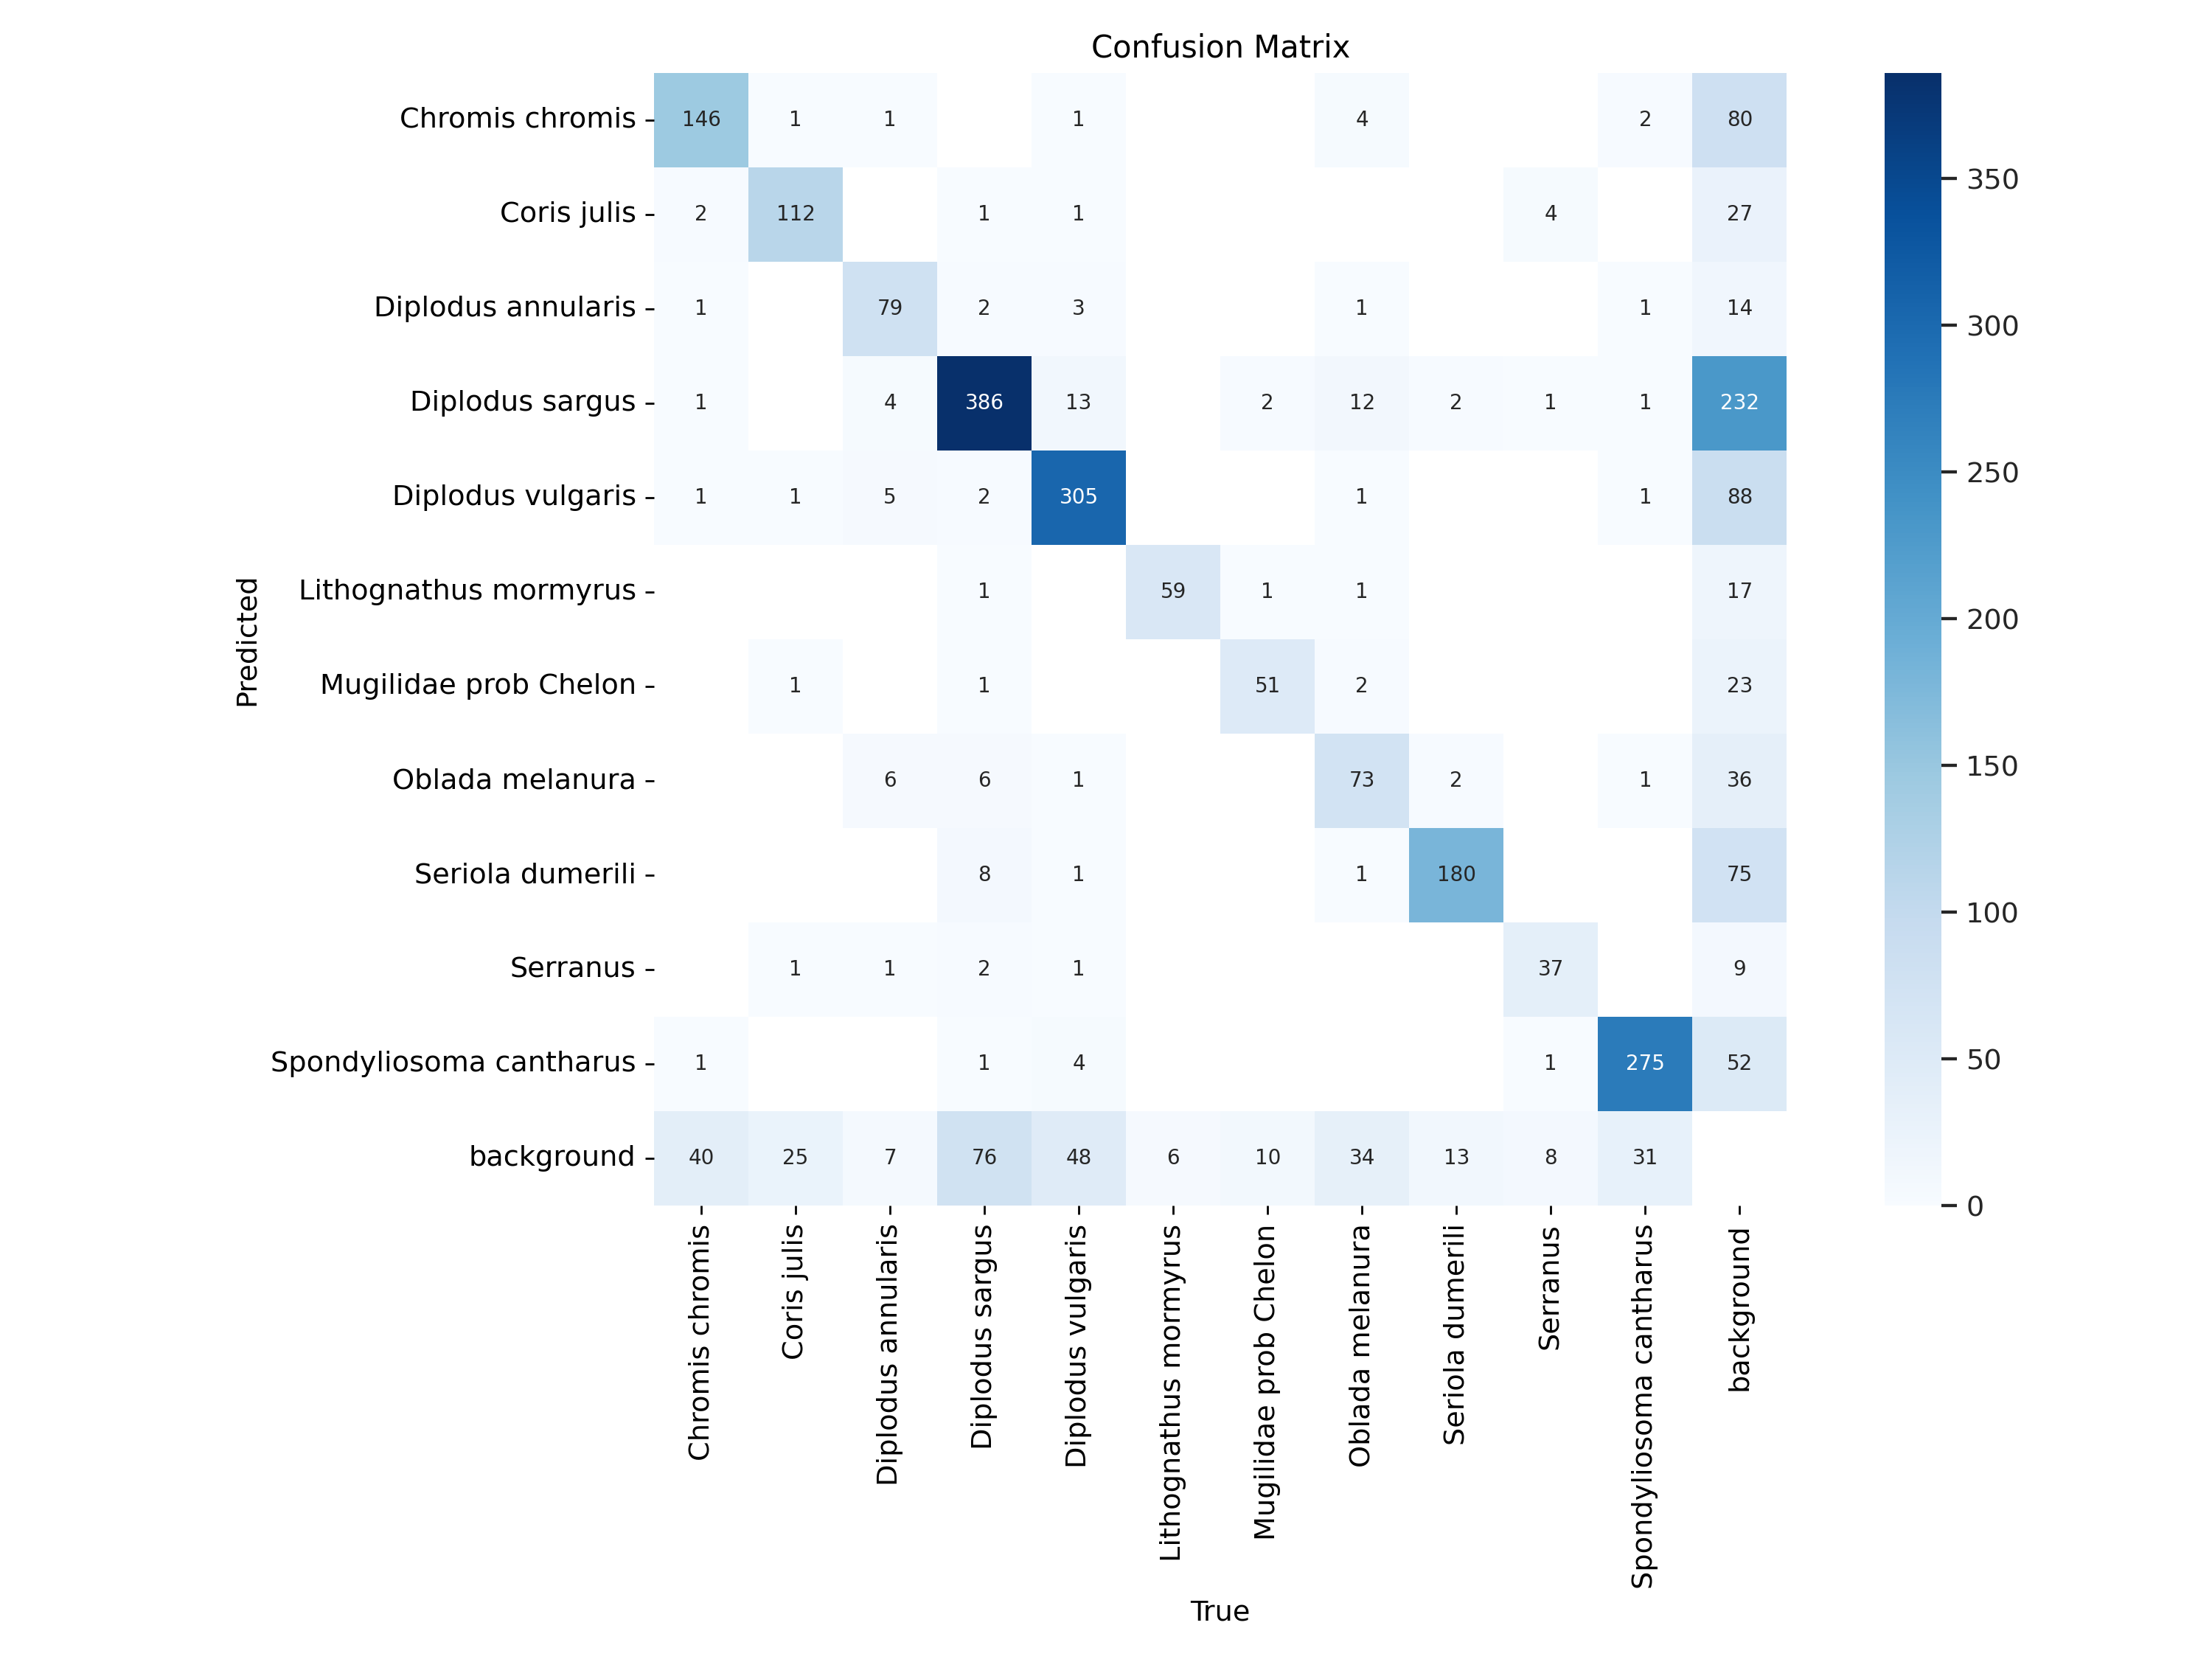 Confusion Matrix
Chromis chromis 146 1 1 1 4 2 80
Coris julis 2 112 1 1 4 27
Diplodus annularis 1 79 2 3 1 1 14
Diplodus sargus 1 4 386 13 2 12 2 1 1 232
Diplodus vulgaris 1 1 5 2 305 1 1 88
Lithognathus mormyrus 1 59 1 1 17
Mugilidae prob Chelon 1 1 51 2 23
Oblada melanura 6 6 1 73 2 1 36
Seriola dumerili 8 1 1 180 75
Serranus 1 1 2 1 37 9
Spondyliosoma cantharus 1 1 4 1 275 52
background 40 25 7 76 48 6 10 34 13 8 31
Predicted
Chromis chromis
Coris julis
Diplodus annularis
Diplodus sargus
Diplodus vulgaris
Lithognathus mormyrus
Mugilidae prob Chelon
Oblada melanura
Seriola dumerili
Serranus
Spondyliosoma cantharus
background
True
350
300
250
200
150
100
50
0